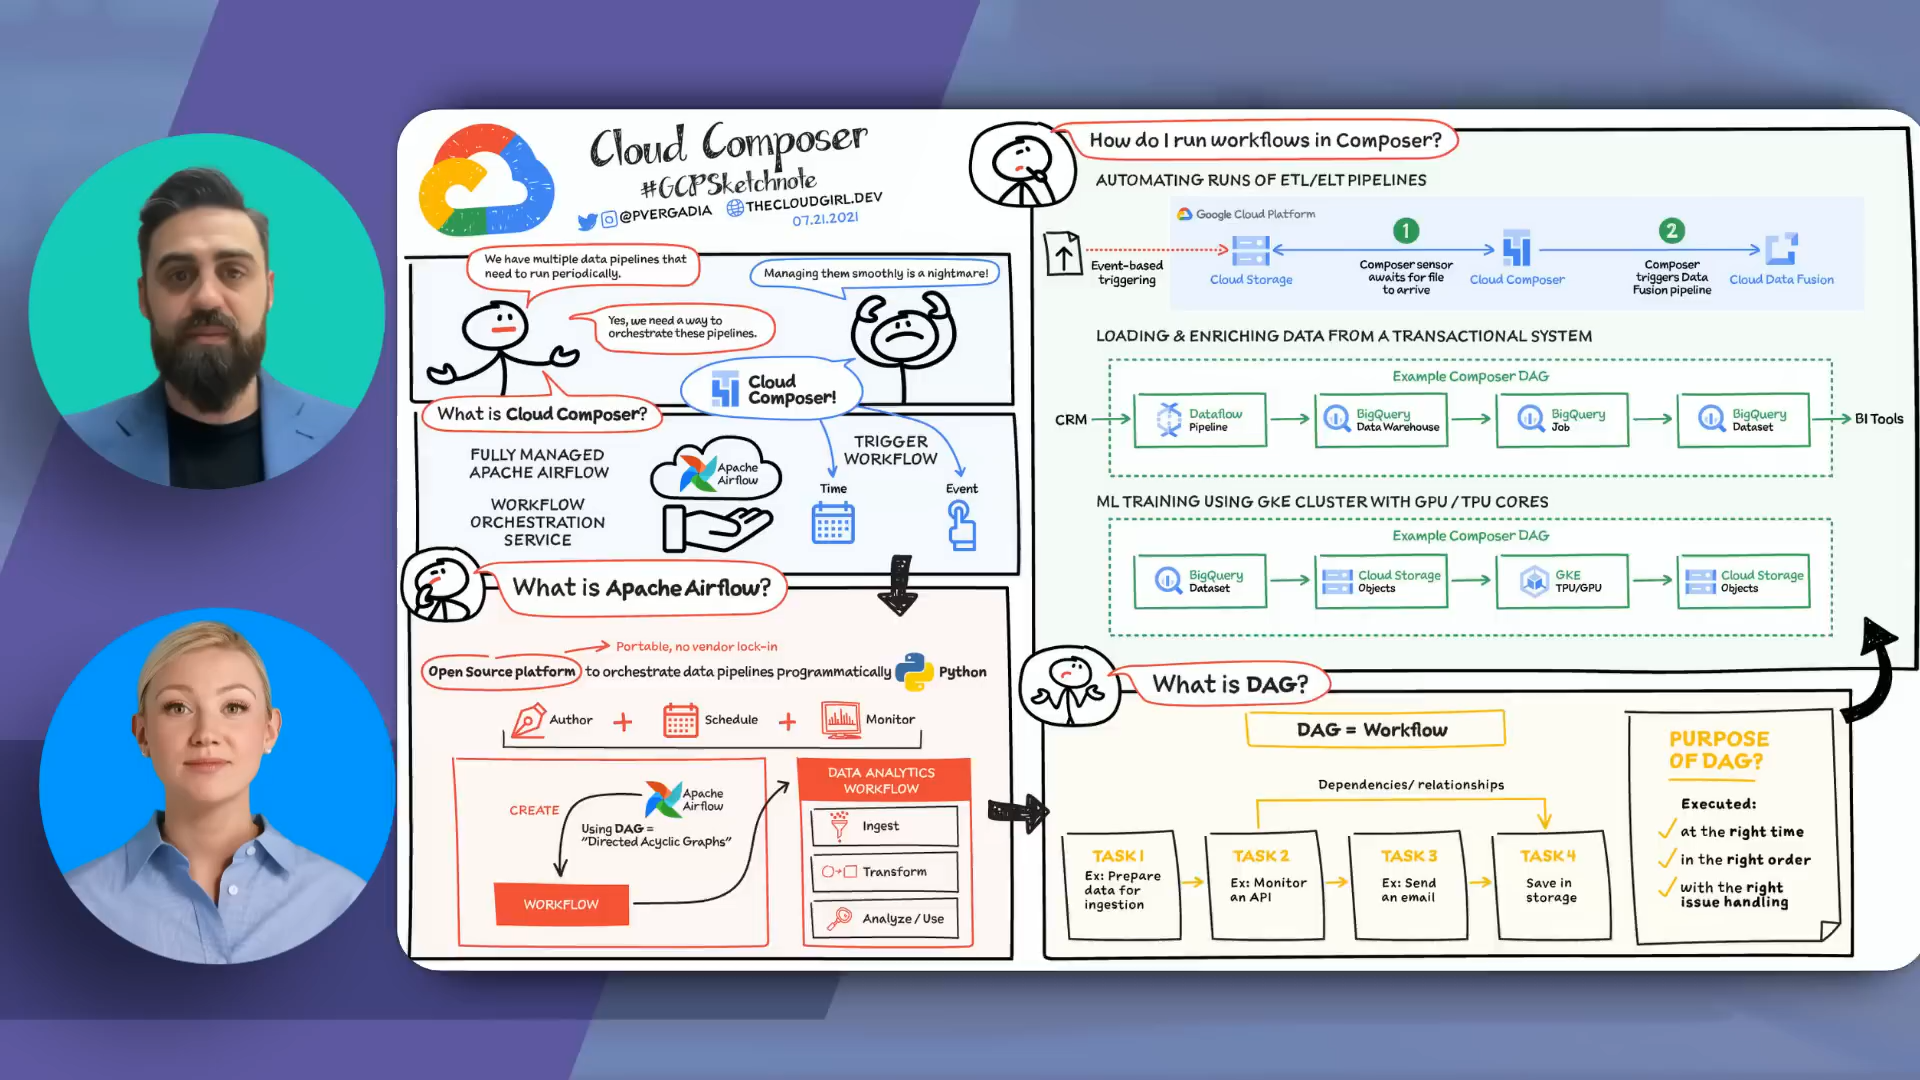 Cloud Composer
#GCPSketchnote
@PVERGADIA
THECLOUDGIRL.DEV
07.21.2021
We have multiple data pipelines that
need to run periodically.
Managing them smoothly is a nightmare!
Yes, we need a way to
orchestrate these pipelines.
Cloud
Composer!
What is Cloud Composer?
FULLY MANAGED
APACHE AIRFLOW
WORKFLOW
ORCHESTRATION
SERVICE
Apache
Airflow
TRIGGER
WORKFLOW
Time
Event
What is Apache Airflow?
Portable, no vendor lock-in
Open Source platform to orchestrate data pipelines programmatically Python
Author + Schedule + Monitor
CREATE
Apache
Airflow
Using DAG =
"Directed Acyclic Graphs"
WORKFLOW
DATA ANALYTICS
WORKFLOW
Ingest
Transform
Analyze / Use
How do I run workflows in Composer?
AUTOMATING RUNS OF ETL/ELT PIPELINES
Google Cloud Platform
Event-based
triggering
Cloud Storage
1
Composer sensor
awaits for file
to arrive
Cloud Composer
2
Composer
triggers Data
Fusion pipeline
Cloud Data Fusion
LOADING & ENRICHING DATA FROM A TRANSACTIONAL SYSTEM
Example Composer DAG
CRM
Dataflow
Pipeline
BigQuery
Data Warehouse
BigQuery
Job
BigQuery
Dataset
BI Tools
ML TRAINING USING GKE CLUSTER WITH GPU / TPU CORES
Example Composer DAG
BigQuery
Dataset
Cloud Storage
Objects
GKE
TPU/GPU
Cloud Storage
Objects
What is DAG?
DAG = Workflow
Dependencies/ relationships
TASK 1
Ex: Prepare
data for
ingestion
TASK 2
Ex: Monitor
an API
TASK 3
Ex: Send
an email
TASK 4
Save in
storage
PURPOSE
OF DAG?
Executed:
at the right time
in the right order
with the right
issue handling